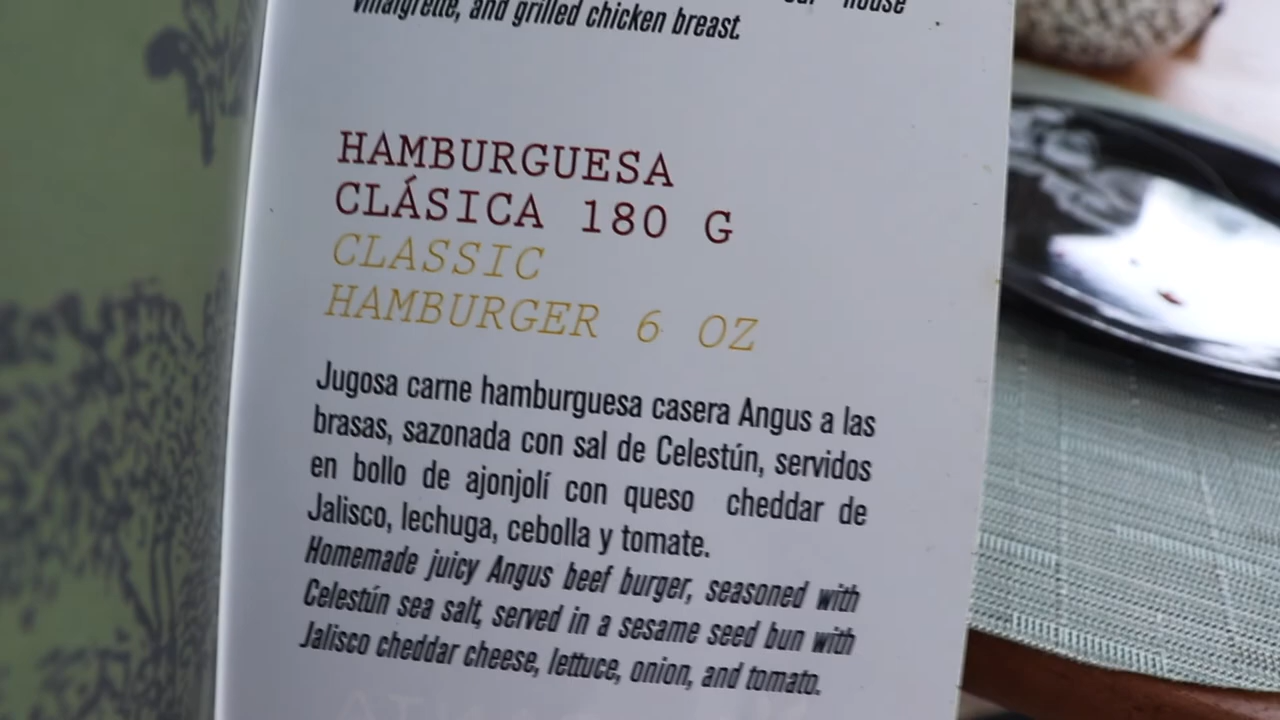 house
vinaigrette, and grilled chicken breast.
HAMBURGUESA
CLÁSICA 180 G
CLASSIC
HAMBURGER 6 OZ
Jugosa carne hamburguesa casera Angus a las
brasas, sazonada con sal de Celestún, servidos
en bollo de ajonjolí con queso cheddar de
Jalisco, lechuga, cebolla y tomate.
Homemade juicy Angus beef burger, seasoned with
Celestún sea salt, served in a sesame seed bun with
Jalisco cheddar cheese, lettuce, onion, and tomato.